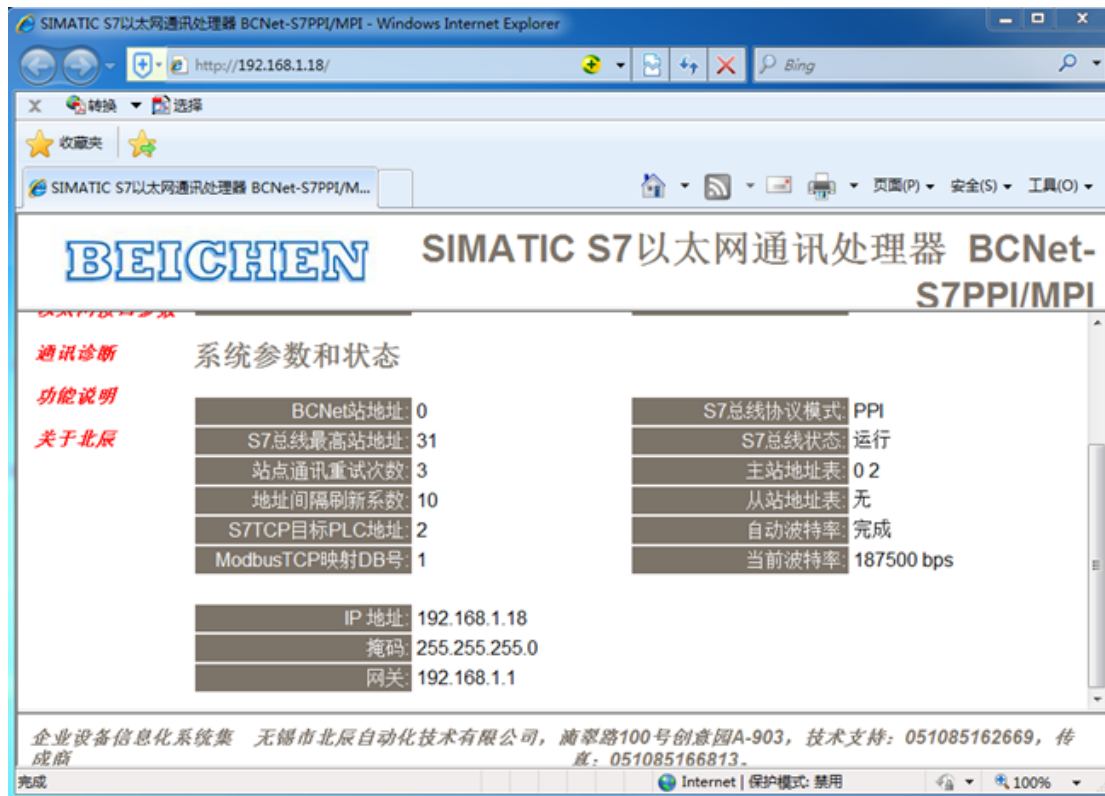 SIMATIC S7以太网通讯处理器 BCNet-S7PPI/MPI - Windows Internet Explorer
http://192.168.1.18/
Bing
X 转换 选择
收藏夹
SIMATIC S7以太网通讯处理器 BCNet-S7PPI/M...
页面(P) 安全(S) 工具(O)
BEICHEN
SIMATIC S7以太网通讯处理器 BCNet-
S7PPI/MPI
通讯诊断
功能说明
关于北辰
系统参数和状态
BCNet站地址: 0
S7总线最高站地址: 31
站点通讯重试次数: 3
地址间隔刷新系数: 10
S7TCP目标PLC地址: 2
ModbusTCP映射DB号: 1
S7总线协议模式: PPI
S7总线状态: 运行
主站地址表: 0 2
从站地址表: 无
自动波特率: 完成
当前波特率: 187500 bps
IP 地址: 192.168.1.18
掩码: 255.255.255.0
网关: 192.168.1.1
企业设备信息化系统集
成商
无锡市北辰自动化技术有限公司, 滴翠路100号创意园A-903, 技术支持: 051085162669, 传
真: 051085166813.
完成
Internet | 保护模式: 禁用
100%